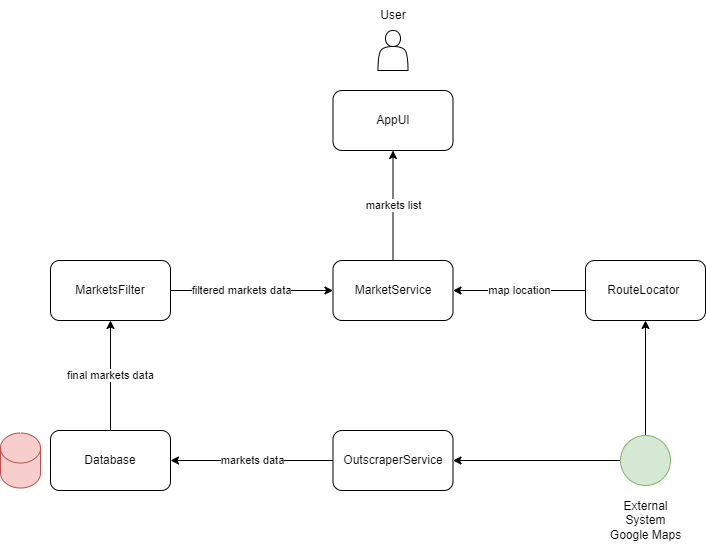 User
AppUI
markets list
MarketsFilter
filtered markets data
MarketService
map location
RouteLocator
final markets data
Database
markets data
OutscraperService
External
System
Google Maps